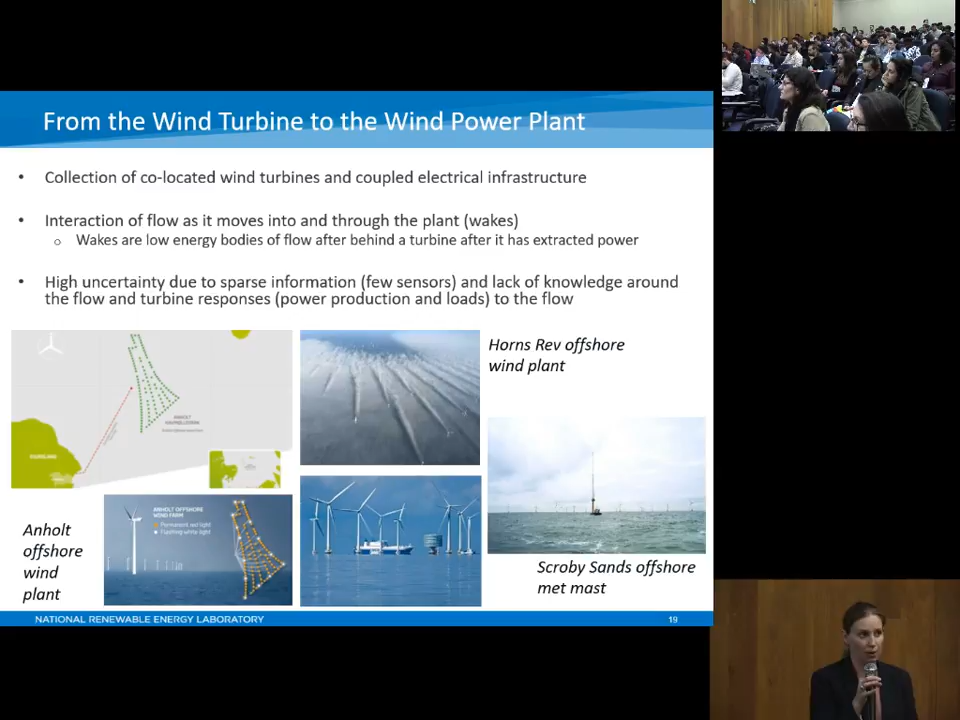 From the Wind Turbine to the Wind Power Plant
• Collection of co-located wind turbines and coupled electrical infrastructure
• Interaction of flow as it moves into and through the plant (wakes)
o Wakes are low energy bodies of flow after behind a turbine after it has extracted power
• High uncertainty due to sparse information (few sensors) and lack of knowledge around
the flow and turbine responses (power production and loads) to the flow
Horns Rev offshore
wind plant
ANHOLT
ANHOLT OFFSHORE
WIND FARM
Permanent red light
Flashing white light
Anholt
offshore
wind
plant
Scroby Sands offshore
met mast
NATIONAL RENEWABLE ENERGY LABORATORY
19